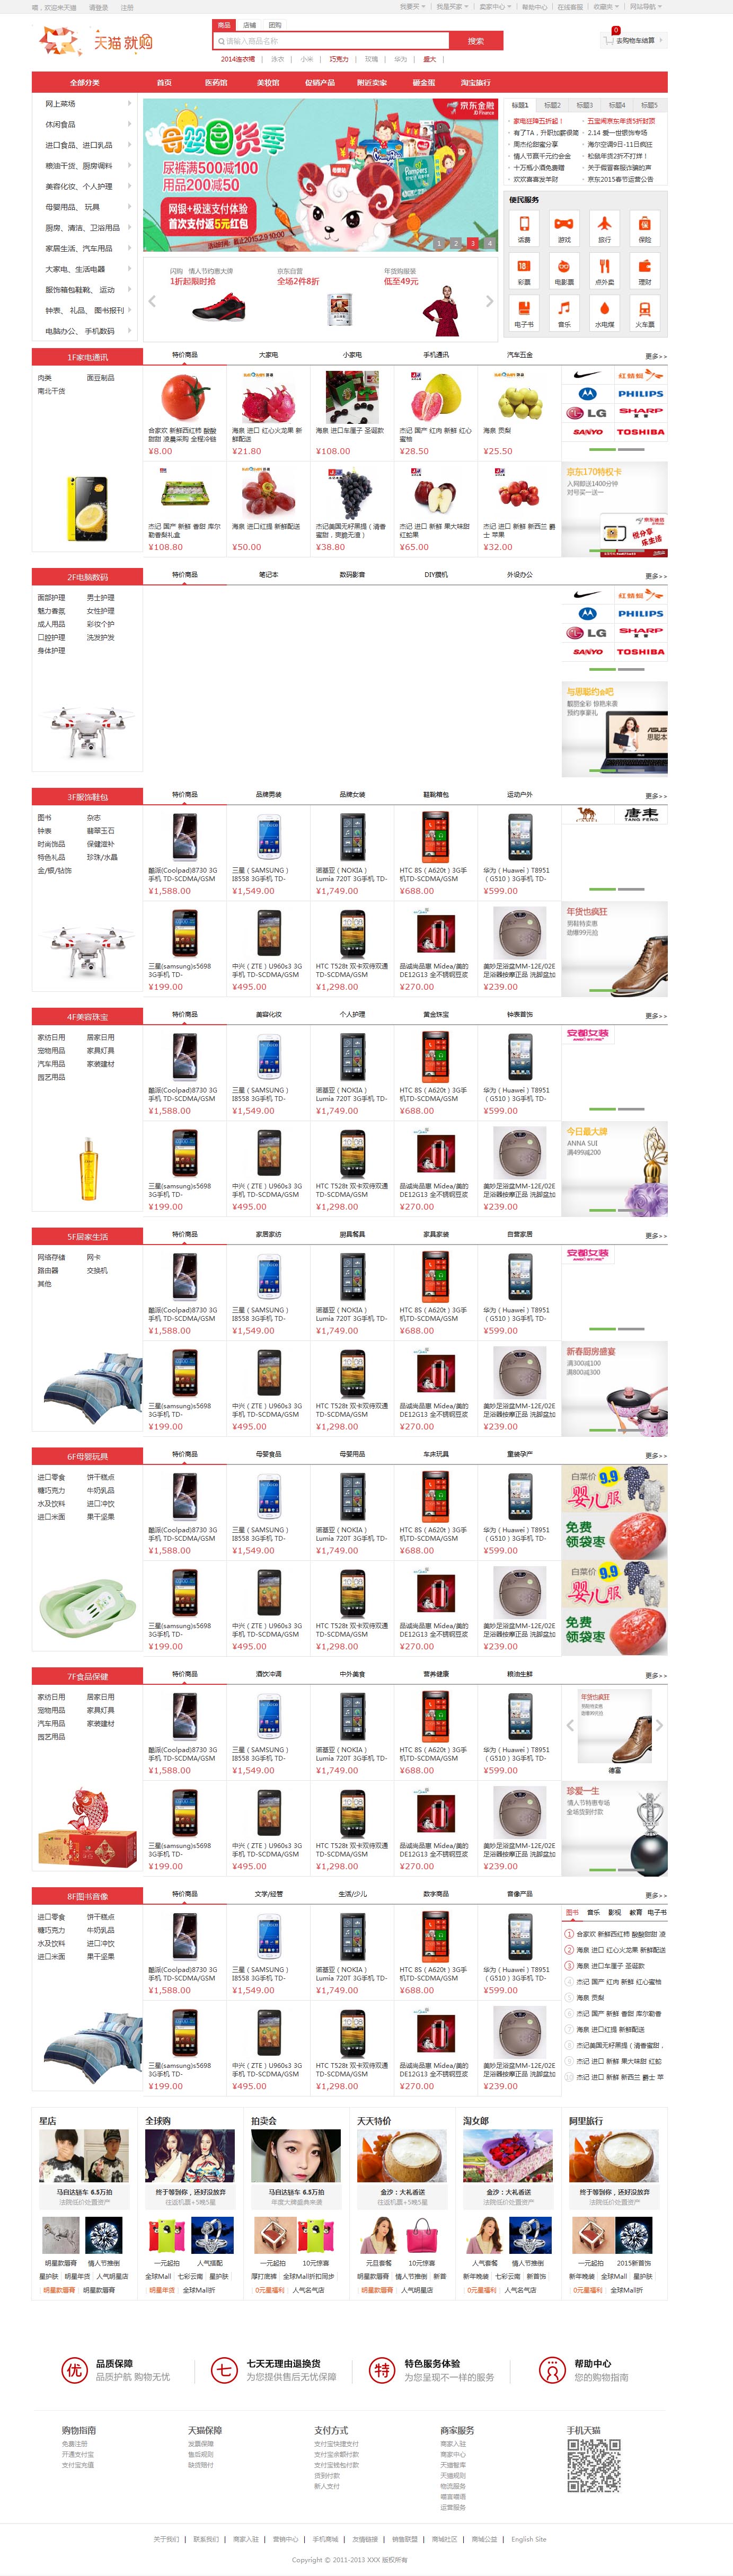 嘿，欢迎来天猫 请登录 注册
我要买 我是买家 卖家中心 帮助中心 在线客服 收藏夹 网站导航
天猫就购
商品 店铺 团购
请输入商品名称 搜索
0 去购物车结算
2014连衣裙 泳衣 小米 巧克力 玫瑰 华为 盛大
全部分类 首页 医药馆 美妆馆 促销产品 附近卖家 砸金蛋 淘宝旅行
网上菜场
休闲食品
进口食品、进口乳品
粮油干货、厨房调料
美容化妆、个人护理
母婴用品、 玩具
厨房、清洁、卫浴用品
家居生活、汽车用品
大家电、生活电器
服饰箱包鞋靴、 运动
钟表、 礼品、 图书报刊
电脑办公、 手机数码
京东金融
JD Finance
母婴囤货季
尿裤满500减100
用品200减50
网银+极速支付体验
首次支付返5元红包
1 2 3 4
闪购 情人节约惠大牌
1折起限时抢
京东自营
全场2件8折
年货购服装
低至49元
标题1 标题2 标题3 标题4 标题5
家电狂降五折起！ 五星闹京东年货5折封顶
有了TA，升职加薪很简 2.14 爱一世银饰专场
周杰伦甜蜜分享 海尔空调9日-11日疯狂
情人节赢千元约会金 松鼠年货2折不打烊！
十万瓶小酒免费赠 关于假冒客服诈骗的声
欢欢喜喜发羊财 京东2015春节运营公告
便民服务
话费 游戏 旅行 保险
彩票 电影票 点外卖 理财
电子书 音乐 水电煤 火车票
1F家电通讯 特价商品 大家电 小家电 手机通讯 汽车五金 更多>>
肉类 面豆制品
南北干货
合家欢 新鲜西红柿 酸酸甜甜 凌晨采购 全程冷链
¥8.00
海泉 进口 红心火龙果 新鲜配送
¥21.80
海泉 进口车厘子 圣诞款
¥108.00
杰记 国产 红肉 新鲜 红心蜜柚
¥28.50
海泉 贡梨
¥25.50
杰记 国产 新鲜 香甜 库尔勒香梨礼盒
¥108.80
海泉 进口红提 新鲜配送
¥50.00
杰记美国无籽黑提（清香蜜甜，爽脆无渣）
¥38.80
杰记 进口 新鲜 果大味甜 红蛇果
¥65.00
杰记 进口 新鲜 新西兰 爵士 苹果
¥32.00
红蜻蜓
PHILIPS
LG SHARP
SANYO TOSHIBA
京东170特权卡
入网即送1400分钟
对号买一送一
2F电脑数码 特价商品 笔记本 数码影音 DIY摸机 外设办公 更多>>
面部护理 男士护理
魅力香氛 女性护理
成人用品 彩妆个护
口腔护理 洗发护发
身体护理
红蜻蜓
PHILIPS
LG SHARP
SANYO TOSHIBA
与思聪约e吧
3F服饰鞋包 特价商品 品牌男装 品牌女装 鞋靴箱包 运动户外 更多>>
图书 杂志
钟表 翡翠玉石
时尚饰品 保健滋补
特色礼品 珍珠/水晶
金/银/钻饰
唐丰
TANG FENG
酷派(Coolpad)8730 3G手机 TD-SCDMA/GSM
¥1,588.00
三星（SAMSUNG）I8558 3G手机 TD-
¥1,549.00
诺基亚（NOKIA）Lumia 720T 3G手机 TD-
¥1,749.00
HTC 8S（A620t）3G手机TD-SCDMA/GSM
¥688.00
华为（Huawei）T8951（G510）3G手机 TD-
¥599.00
三星(samsung)s5698 3G手机 TD-
¥199.00
中兴（ZTE）U960s3 3G手机 TD-SCDMA/GSM
¥495.00
HTC T528t 双卡双待双通 TD-SCDMA/GSM
¥1,298.00
品诚尚品惠 Midea/美的 DE12G13 全不锈钢豆浆
¥270.00
美妙足浴盆MM-12E/02E 足浴器按摩正品 洗脚盆加
¥239.00
年货也疯狂
男鞋特卖惠
劲爆99元抢
4F美容珠宝 特价商品 美容化妆 个人护理 黄金珠宝 钟表首饰 更多>>
家纺日用 居家日用
宠物用品 家具灯具
汽车用品 家装建材
园艺用品
安都女装
酷派(Coolpad)8730 3G手机 TD-SCDMA/GSM
¥1,588.00
三星（SAMSUNG）I8558 3G手机 TD-
¥1,549.00
诺基亚（NOKIA）Lumia 720T 3G手机 TD-
¥1,749.00
HTC 8S（A620t）3G手机TD-SCDMA/GSM
¥688.00
华为（Huawei）T8951（G510）3G手机 TD-
¥599.00
三星(samsung)s5698 3G手机 TD-
¥199.00
中兴（ZTE）U960s3 3G手机 TD-SCDMA/GSM
¥495.00
HTC T528t 双卡双待双通 TD-SCDMA/GSM
¥1,298.00
品诚尚品惠 Midea/美的 DE12G13 全不锈钢豆浆
¥270.00
美妙足浴盆MM-12E/02E 足浴器按摩正品 洗脚盆加
¥239.00
今日最大牌
ANNA SUI
满499减200
5F居家生活 特价商品 家居家纺 厨具餐具 家具家装 自营家居 更多>>
网络存储 网卡
路由器 交换机
其他
安都女装
酷派(Coolpad)8730 3G手机 TD-SCDMA/GSM
¥1,588.00
三星（SAMSUNG）I8558 3G手机 TD-
¥1,549.00
诺基亚（NOKIA）Lumia 720T 3G手机 TD-
¥1,749.00
HTC 8S（A620t）3G手机TD-SCDMA/GSM
¥688.00
华为（Huawei）T8951（G510）3G手机 TD-
¥599.00
三星(samsung)s5698 3G手机 TD-
¥199.00
中兴（ZTE）U960s3 3G手机 TD-SCDMA/GSM
¥495.00
HTC T528t 双卡双待双通 TD-SCDMA/GSM
¥1,298.00
品诚尚品惠 Midea/美的 DE12G13 全不锈钢豆浆
¥270.00
美妙足浴盆MM-12E/02E 足浴器按摩正品 洗脚盆加
¥239.00
新春厨房盛宴
满300减100
满800减300
6F母婴玩具 特价商品 母婴食品 母婴用品 车床玩具 童装孕产 更多>>
进口零食 饼干糕点
糖巧克力 牛奶乳品
水及饮料 进口冲饮
进口米面 果干坚果
酷派(Coolpad)8730 3G手机 TD-SCDMA/GSM
¥1,588.00
三星（SAMSUNG）I8558 3G手机 TD-
¥1,549.00
诺基亚（NOKIA）Lumia 720T 3G手机 TD-
¥1,749.00
HTC 8S（A620t）3G手机TD-SCDMA/GSM
¥688.00
华为（Huawei）T8951（G510）3G手机 TD-
¥599.00
三星(samsung)s5698 3G手机 TD-
¥199.00
中兴（ZTE）U960s3 3G手机 TD-SCDMA/GSM
¥495.00
HTC T528t 双卡双待双通 TD-SCDMA/GSM
¥1,298.00
品诚尚品惠 Midea/美的 DE12G13 全不锈钢豆浆
¥270.00
美妙足浴盆MM-12E/02E 足浴器按摩正品 洗脚盆加
¥239.00
白菜价 9.9
婴儿服
免费
领袋枣
白菜价 9.9
婴儿服
免费
领袋枣
7F食品保健 特价商品 酒饮冲调 中外美食 营养健康 粮油生鲜 更多>>
家纺日用 居家日用
宠物用品 家具灯具
汽车用品 家装建材
园艺用品
酷派(Coolpad)8730 3G手机 TD-SCDMA/GSM
¥1,588.00
三星（SAMSUNG）I8558 3G手机 TD-
¥1,549.00
诺基亚（NOKIA）Lumia 720T 3G手机 TD-
¥1,749.00
HTC 8S（A620t）3G手机TD-SCDMA/GSM
¥688.00
华为（Huawei）T8951（G510）3G手机 TD-
¥599.00
三星(samsung)s5698 3G手机 TD-
¥199.00
中兴（ZTE）U960s3 3G手机 TD-SCDMA/GSM
¥495.00
HTC T528t 双卡双待双通 TD-SCDMA/GSM
¥1,298.00
品诚尚品惠 Midea/美的 DE12G13 全不锈钢豆浆
¥270.00
美妙足浴盆MM-12E/02E 足浴器按摩正品 洗脚盆加
¥239.00
年货也疯狂
男鞋特卖惠
劲爆99元抢
德富
珍爱一生
情人节特惠专场
全场货到付款
8F图书音像 特价商品 文学/经管 生活/少儿 数字商品 音像产品 更多>>
进口零食 饼干糕点
糖巧克力 牛奶乳品
水及饮料 进口冲饮
进口米面 果干坚果
酷派(Coolpad)8730 3G手机 TD-SCDMA/GSM
¥1,588.00
三星（SAMSUNG）I8558 3G手机 TD-
¥1,549.00
诺基亚（NOKIA）Lumia 720T 3G手机 TD-
¥1,749.00
HTC 8S（A620t）3G手机TD-SCDMA/GSM
¥688.00
华为（Huawei）T8951（G510）3G手机 TD-
¥599.00
三星(samsung)s5698 3G手机 TD-
¥199.00
中兴（ZTE）U960s3 3G手机 TD-SCDMA/GSM
¥495.00
HTC T528t 双卡双待双通 TD-SCDMA/GSM
¥1,298.00
品诚尚品惠 Midea/美的 DE12G13 全不锈钢豆浆
¥270.00
美妙足浴盆MM-12E/02E 足浴器按摩正品 洗脚盆加
¥239.00
图书 音乐 影视 教育 电子书
1 合家欢 新鲜西红柿 酸酸甜甜 凌
2 海泉 进口 红心火龙果 新鲜配送
3 海泉 进口车厘子 圣诞款
4 杰记 国产 红肉 新鲜 红心蜜柚
5 海泉 贡梨
6 杰记 国产 新鲜 香甜 库尔勒香
7 海泉 进口红提 新鲜配送
8 杰记美国无籽黑提（清香蜜甜，
9 杰记 进口 新鲜 果大味甜 红蛇
10 杰记 进口 新鲜 新西兰 爵士 苹
星店 全球购 拍卖会 天天特价 淘女郎 阿里旅行
马自达轿车 6.5万拍 终于等到你，还好没放弃 马自达轿车 6.5万拍 金沙：大礼香送 金沙：大礼香送 终于等到你，还好没放弃
法院低价处置资产 往返机票+5晚5星 年度大牌盛典来袭 往返机票+5晚5星 法院低价处置资产 法院低价处置资产
明星款眉膏 情人节推倒 一元起拍 人气搭配 一元起拍 10元惊喜 元旦套餐 10元惊喜 人气套餐 情人节推倒 一元起拍 2015新首饰
星护肤 明星年货 人气明星店 全球Mall 七彩云南 星护肤 厚打底裤 全球Mall折扣同步 明星款眉膏 情人节推倒 新首 新年晚装 七彩云南 新首饰 新年晚装 全球Mall 星护肤
明星款眉膏 明星款眉膏 明星年货 全球Mall折 0元量福利 人气名气店 明星款眉膏 人气明星店 0元量福利 人气名气店 0元量福利 全球Mall折
优 品质保障 七 七天无理由退换货 特 特色服务体验 帮助中心
品质护航 购物无忧 为您提供售后无忧保障 为您呈现不一样的服务 您的购物指南
购物指南 天猫保障 支付方式 商家服务 手机天猫
免费注册 发票保障 支付宝快捷支付 商家入驻
开通支付宝 售后规则 支付宝余额付款 商家中心
支付宝充值 缺货赔付 支付宝钱包付款 天猫智库
货到付款 天猫规则
新人支付 物流服务
喵言喵语
运营服务
关于我们 | 联系我们 | 商家入驻 | 营销中心 | 手机商城 | 友情链接 | 销售联盟 | 商城社区 | 商城公益 | English Site
Copyright © 2011-2013 XXX 版权所有